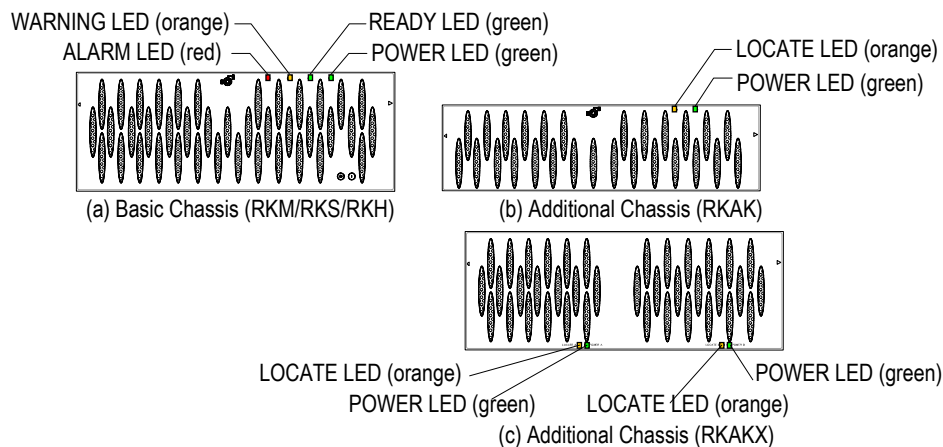 WARNING LED (orange)
READY LED (green)
ALARM LED (red)
POWER LED (green)
LOCATE LED (orange)
POWER LED (green)
(a) Basic Chassis (RKM/RKS/RKH)
(b) Additional Chassis (RKAK)
LOCATE LED (orange)
POWER LED (green)
POWER LED (green)
LOCATE LED (orange)
(c) Additional Chassis (RKAKX)